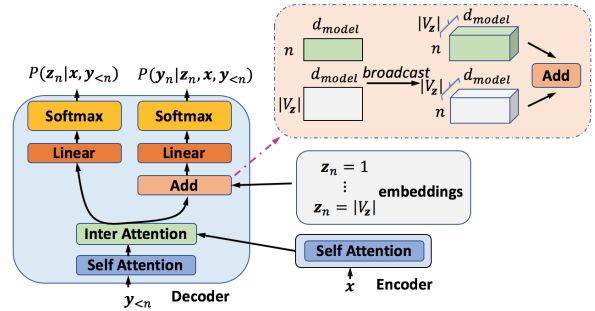 d_model
|V_z|
d_model
n
n
d_model
broadcast
d_model
|V_z|
Add
|V_z|
n
P(z_n|x, y_{<n})
P(y_n|z_n, x, y_{<n})
Softmax
Softmax
Linear
Linear
Add
z_n = 1
⋮
embeddings
z_n = |V_z|
Inter Attention
Self Attention
Self Attention
y_{<n}
Decoder
x
Encoder